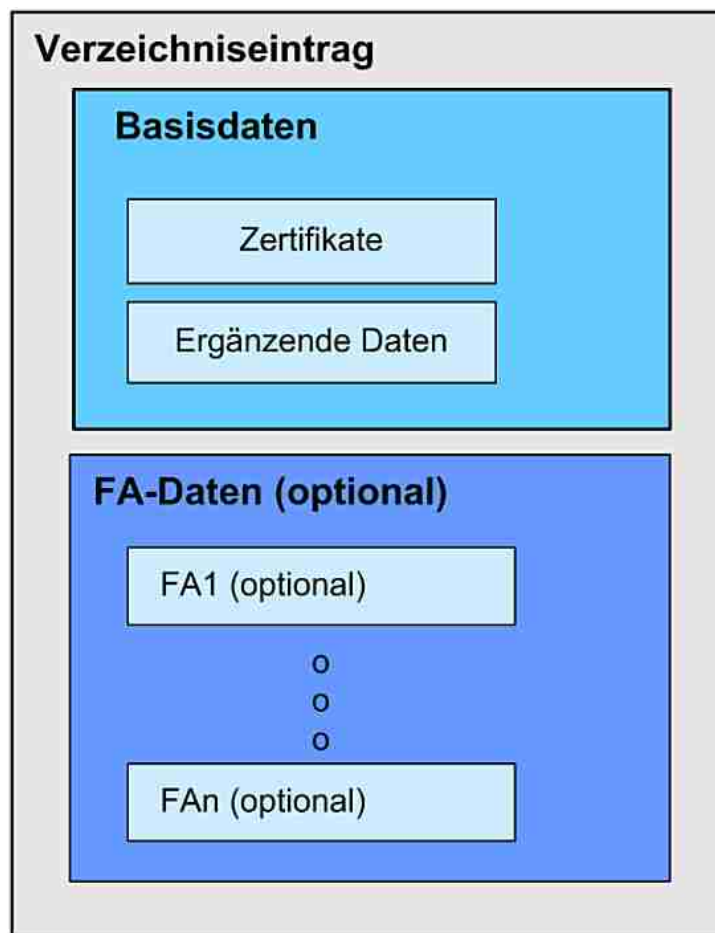 Verzeichniseintrag
Basisdaten
Zertifikate
Ergänzende Daten
FA-Daten (optional)
FA1 (optional)
o
o
o
FAn (optional)